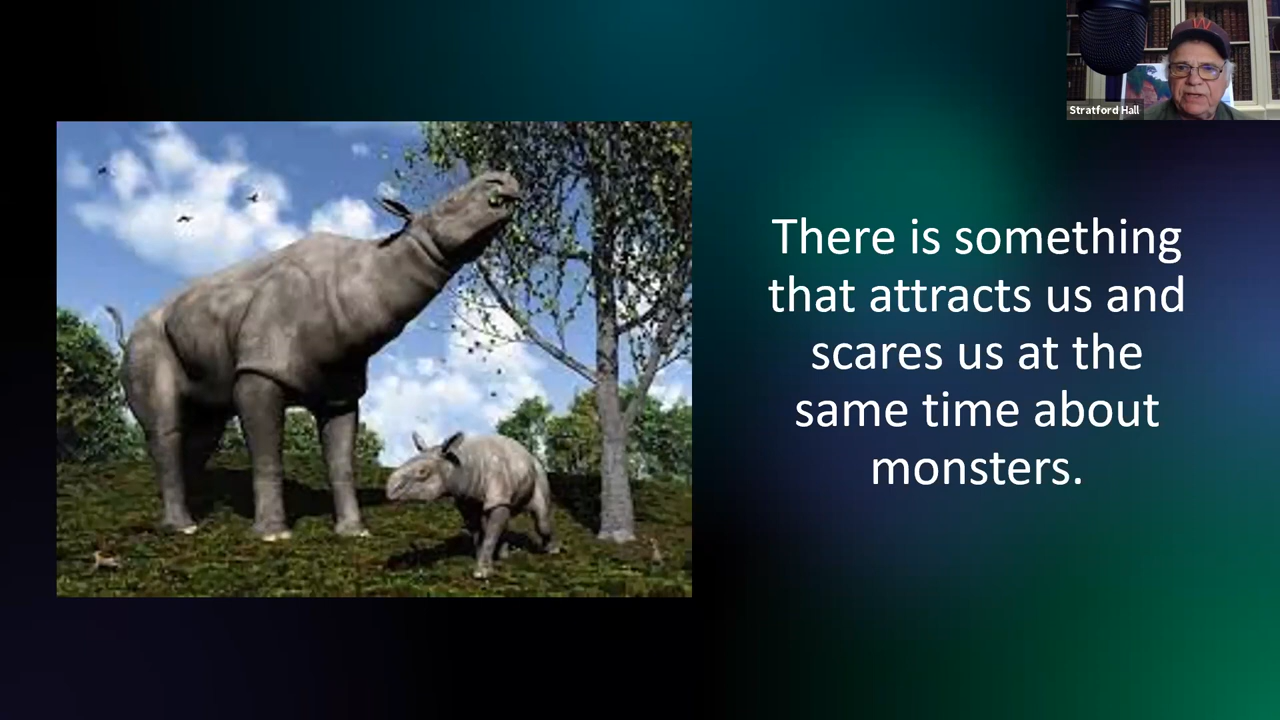 Stratford Hall
W
There is something
that attracts us and
scares us at the
same time about
monsters.